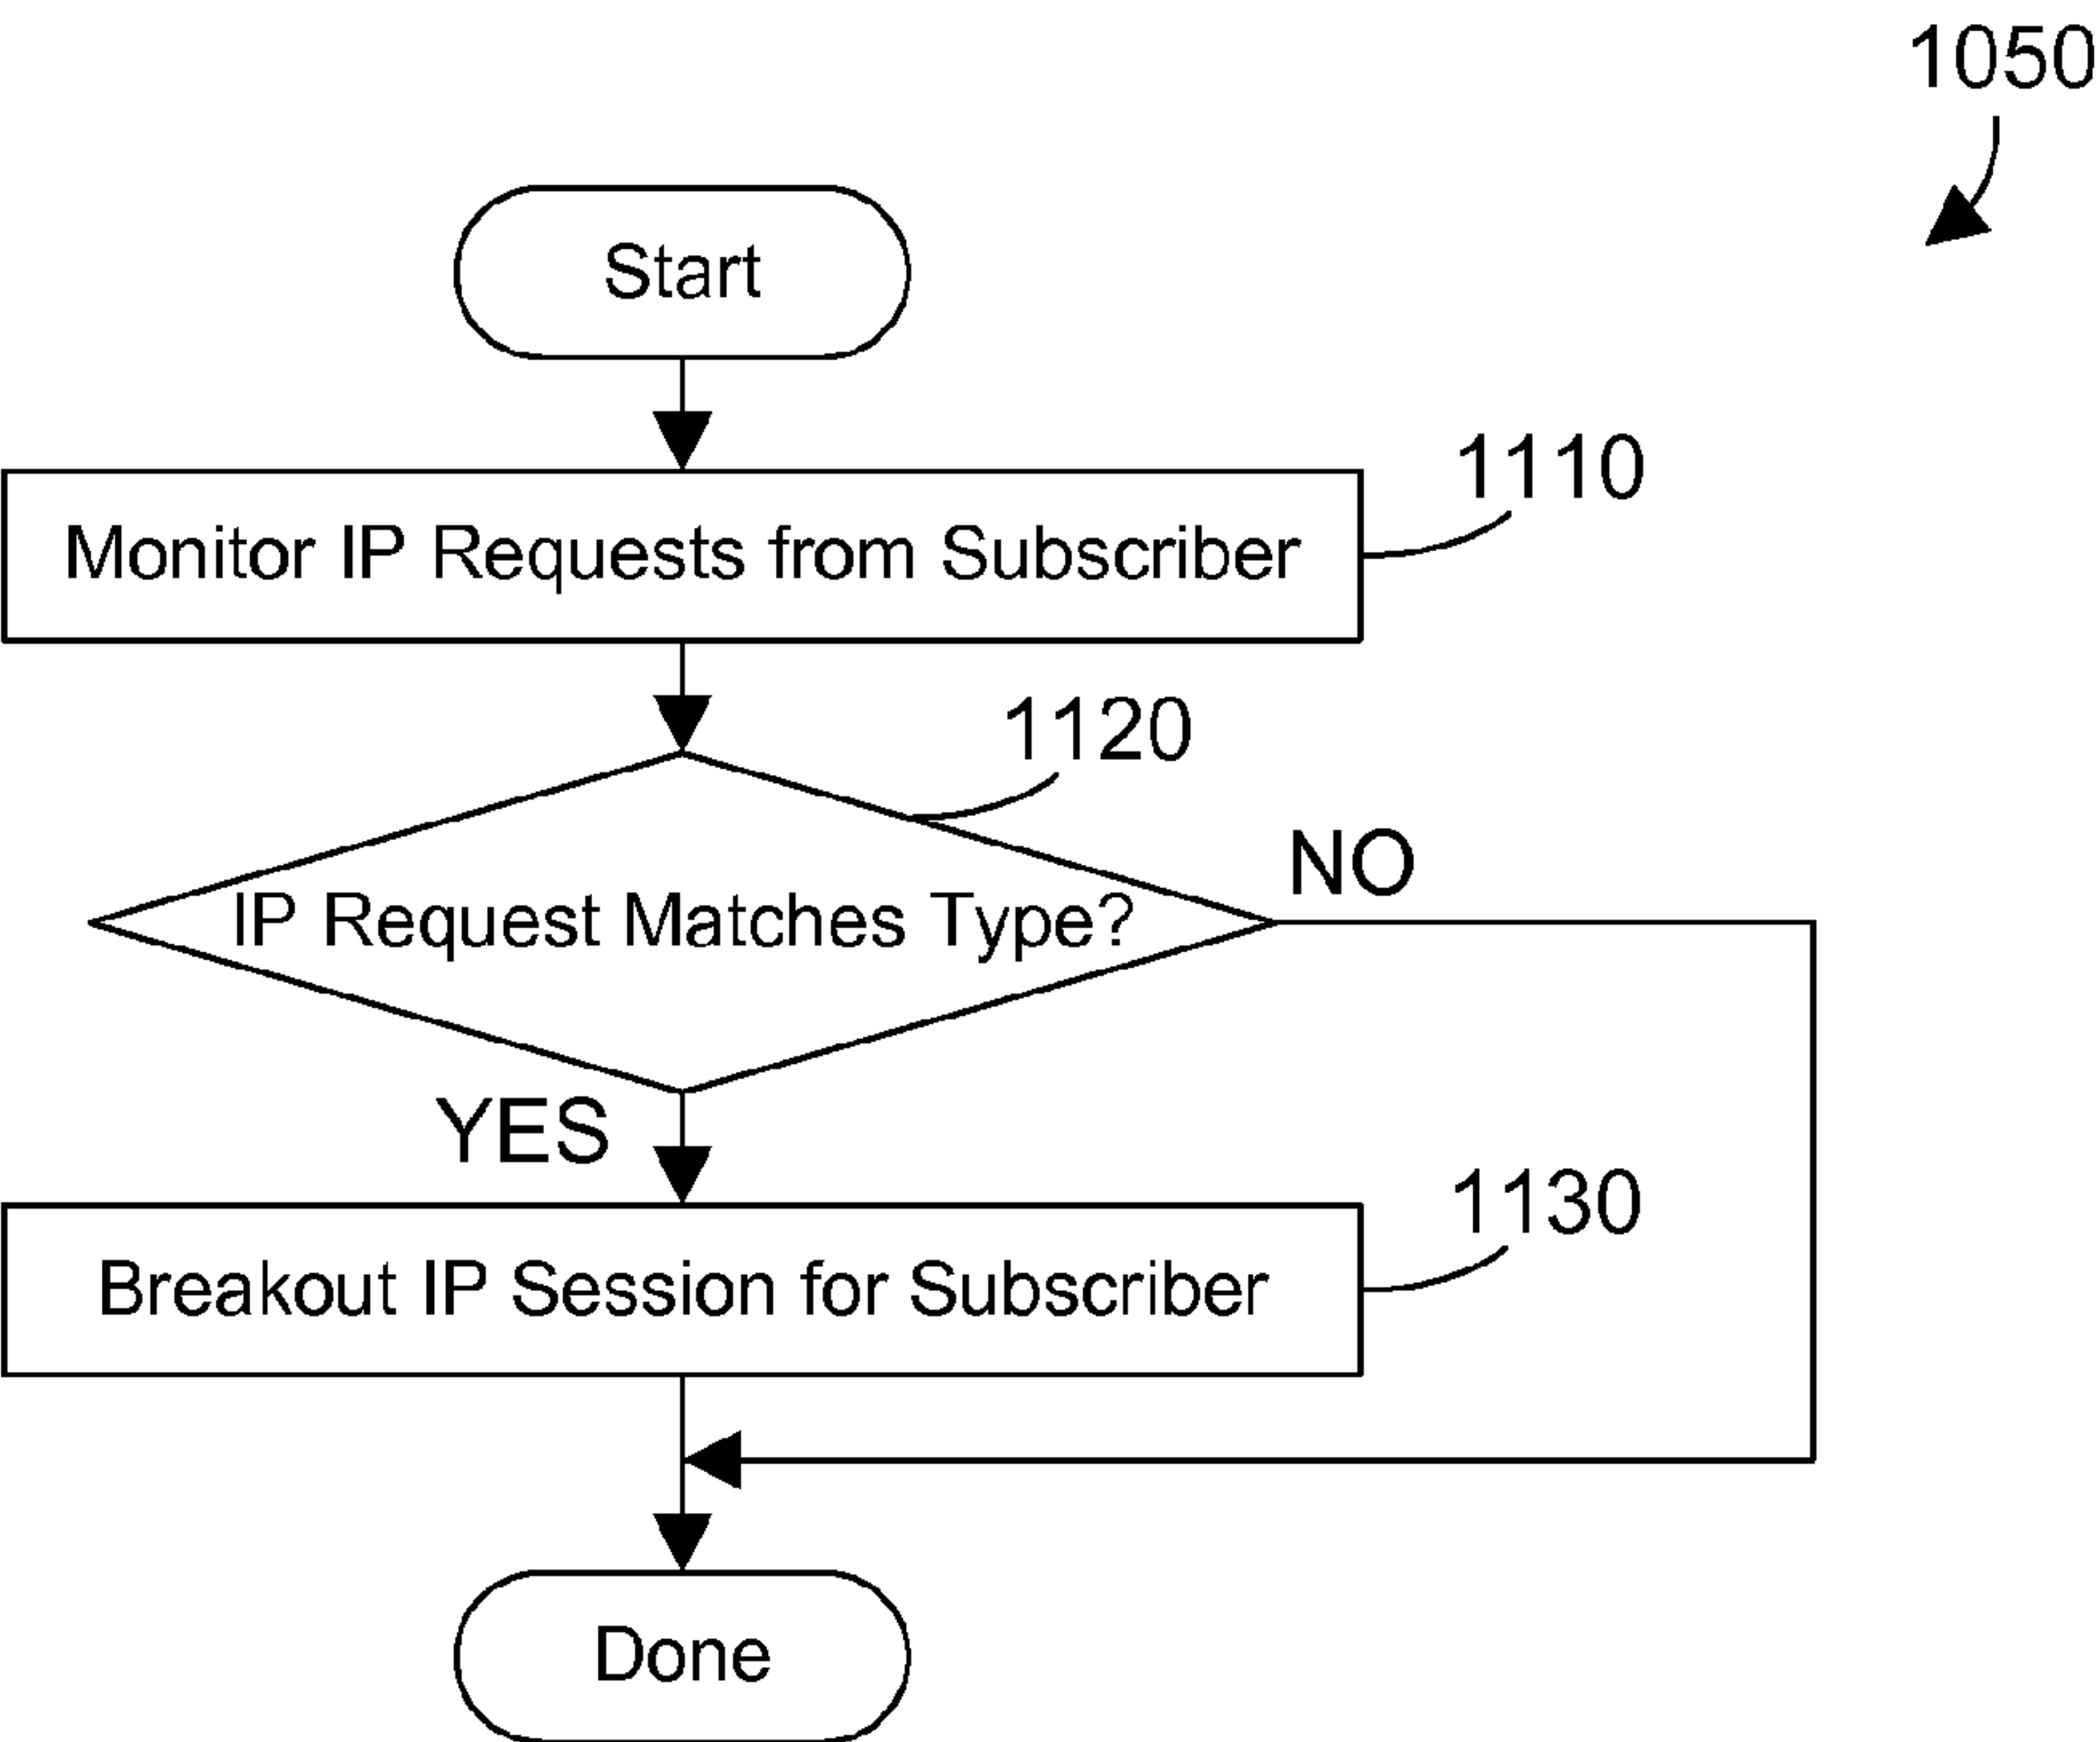 1050
Start
1110
Monitor IP Requests from Subscriber
1120
NO
IP Request Matches Type?
YES
1130
Breakout IP Session for Subscriber
Done